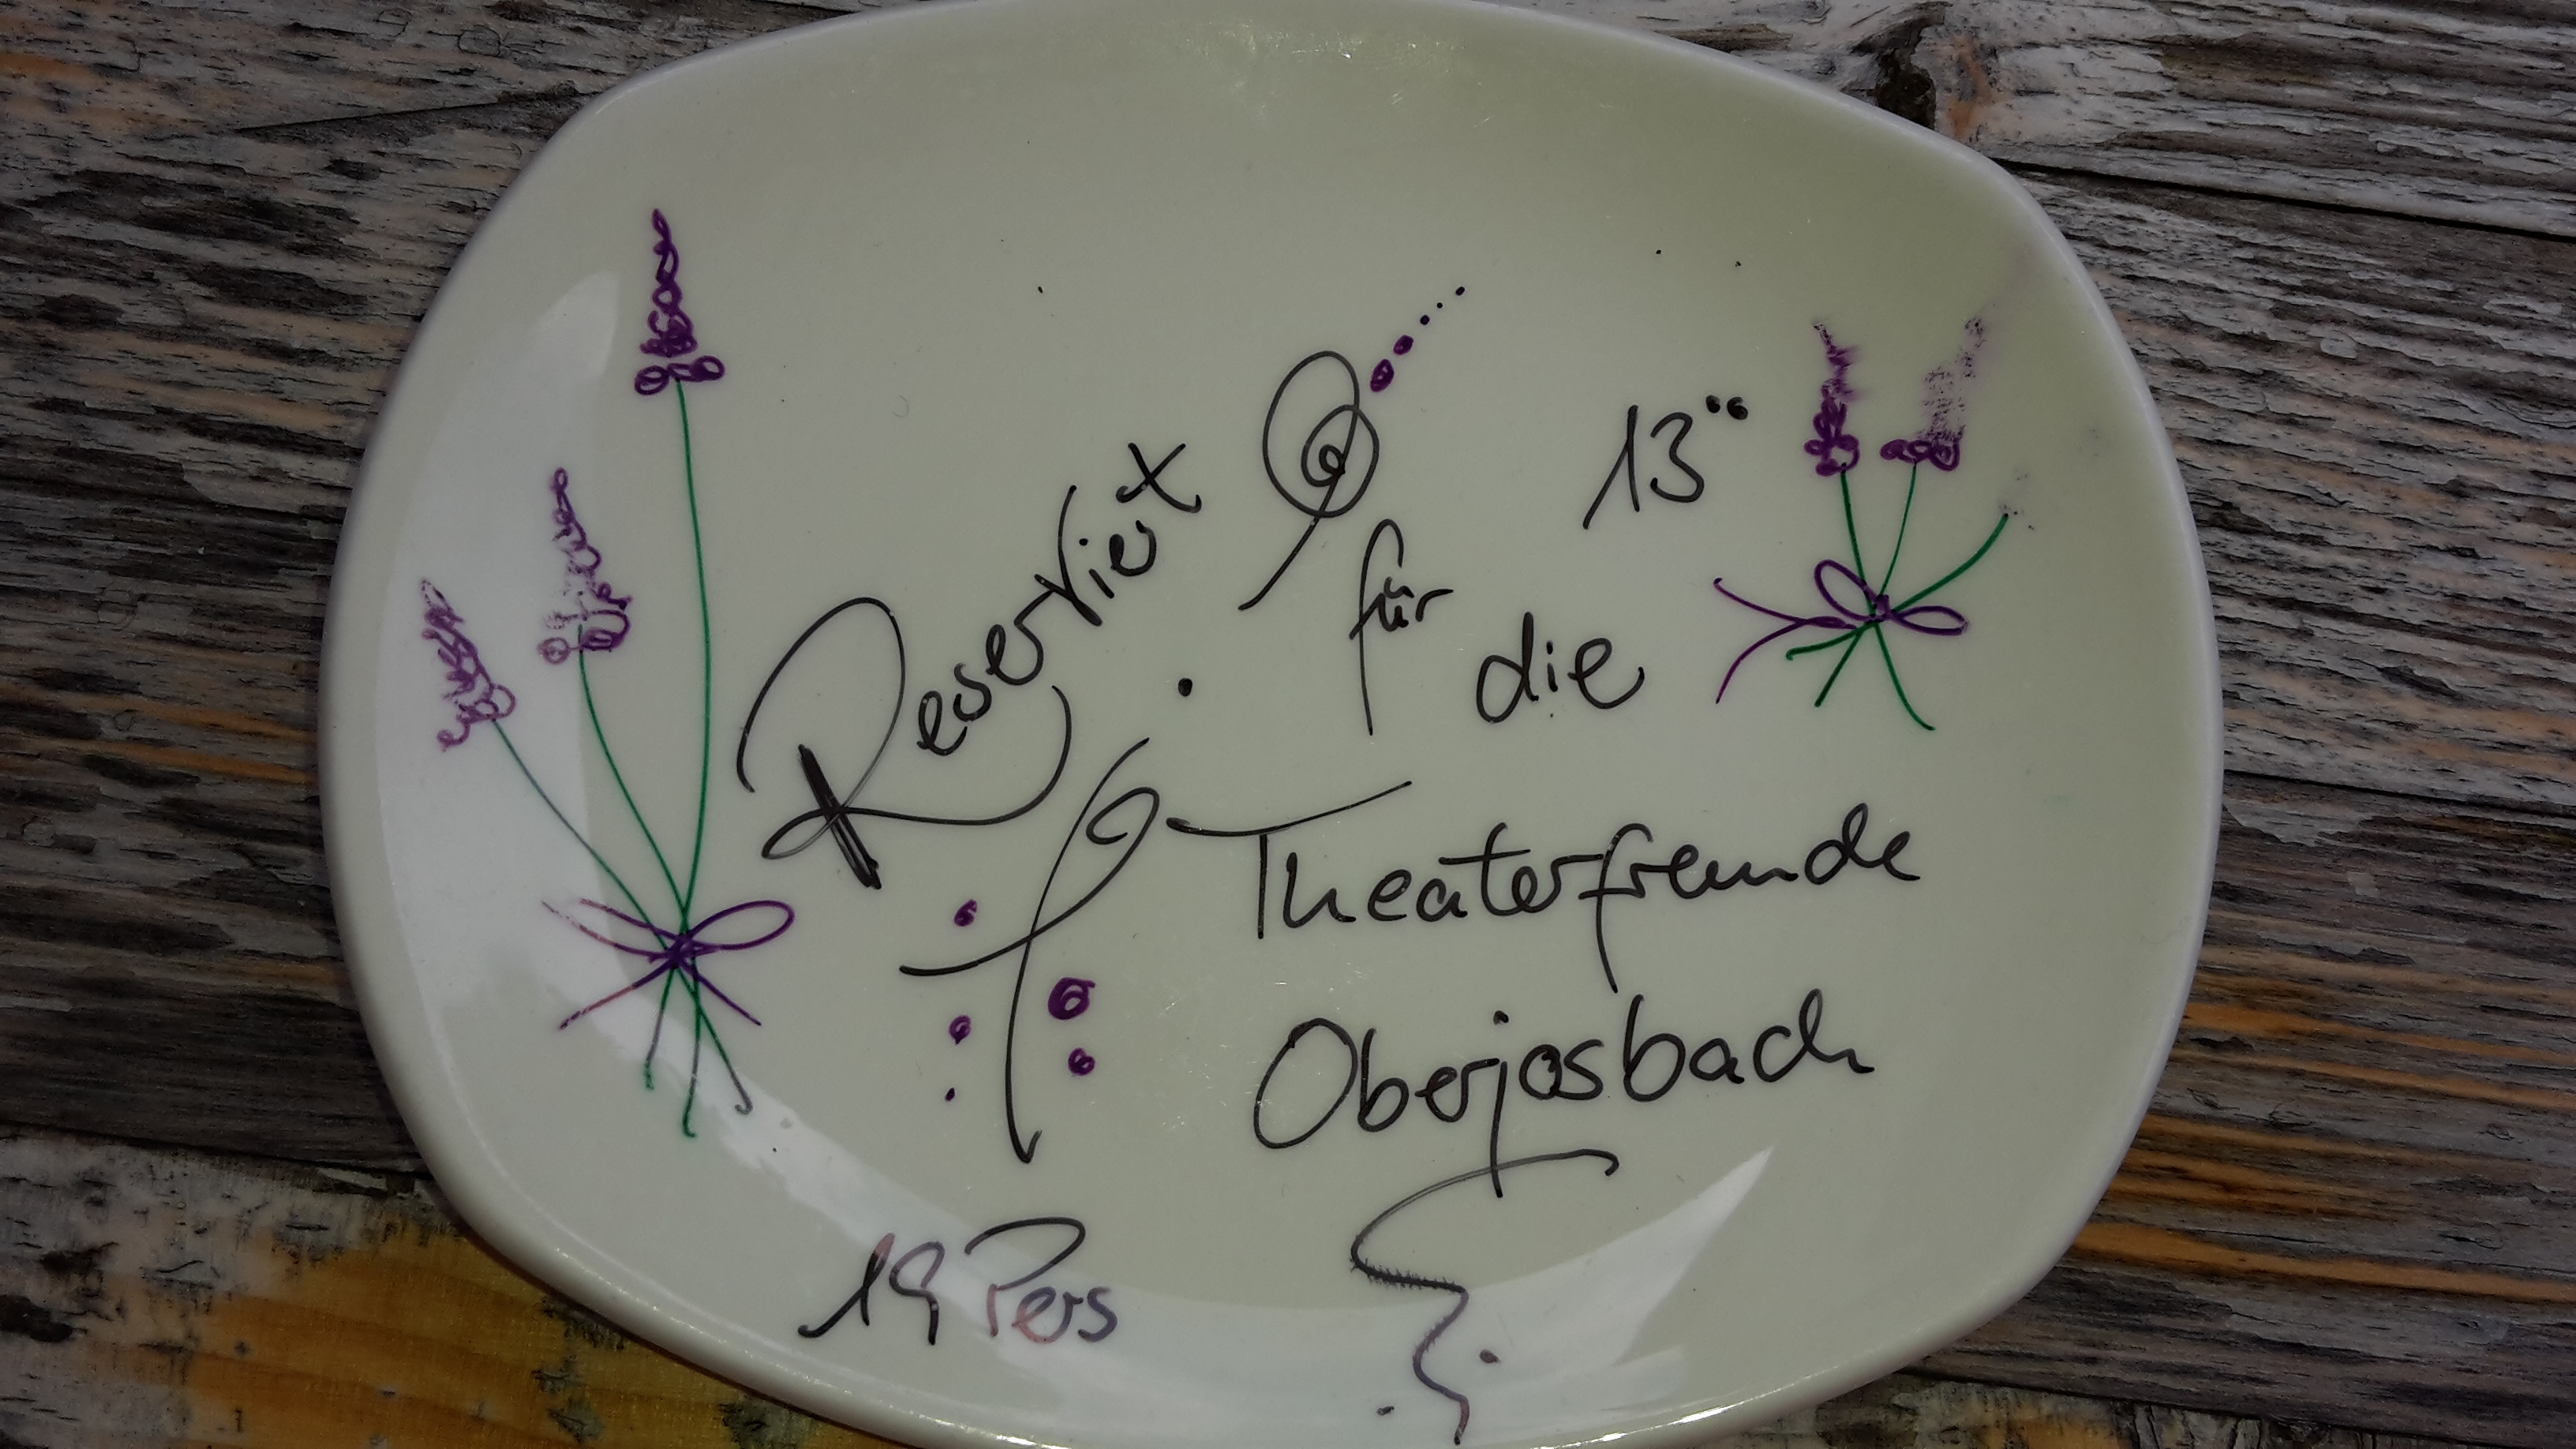 Reserviert
13°°
für
die
Theaterfreunde
Oberjosbach
19 Pers